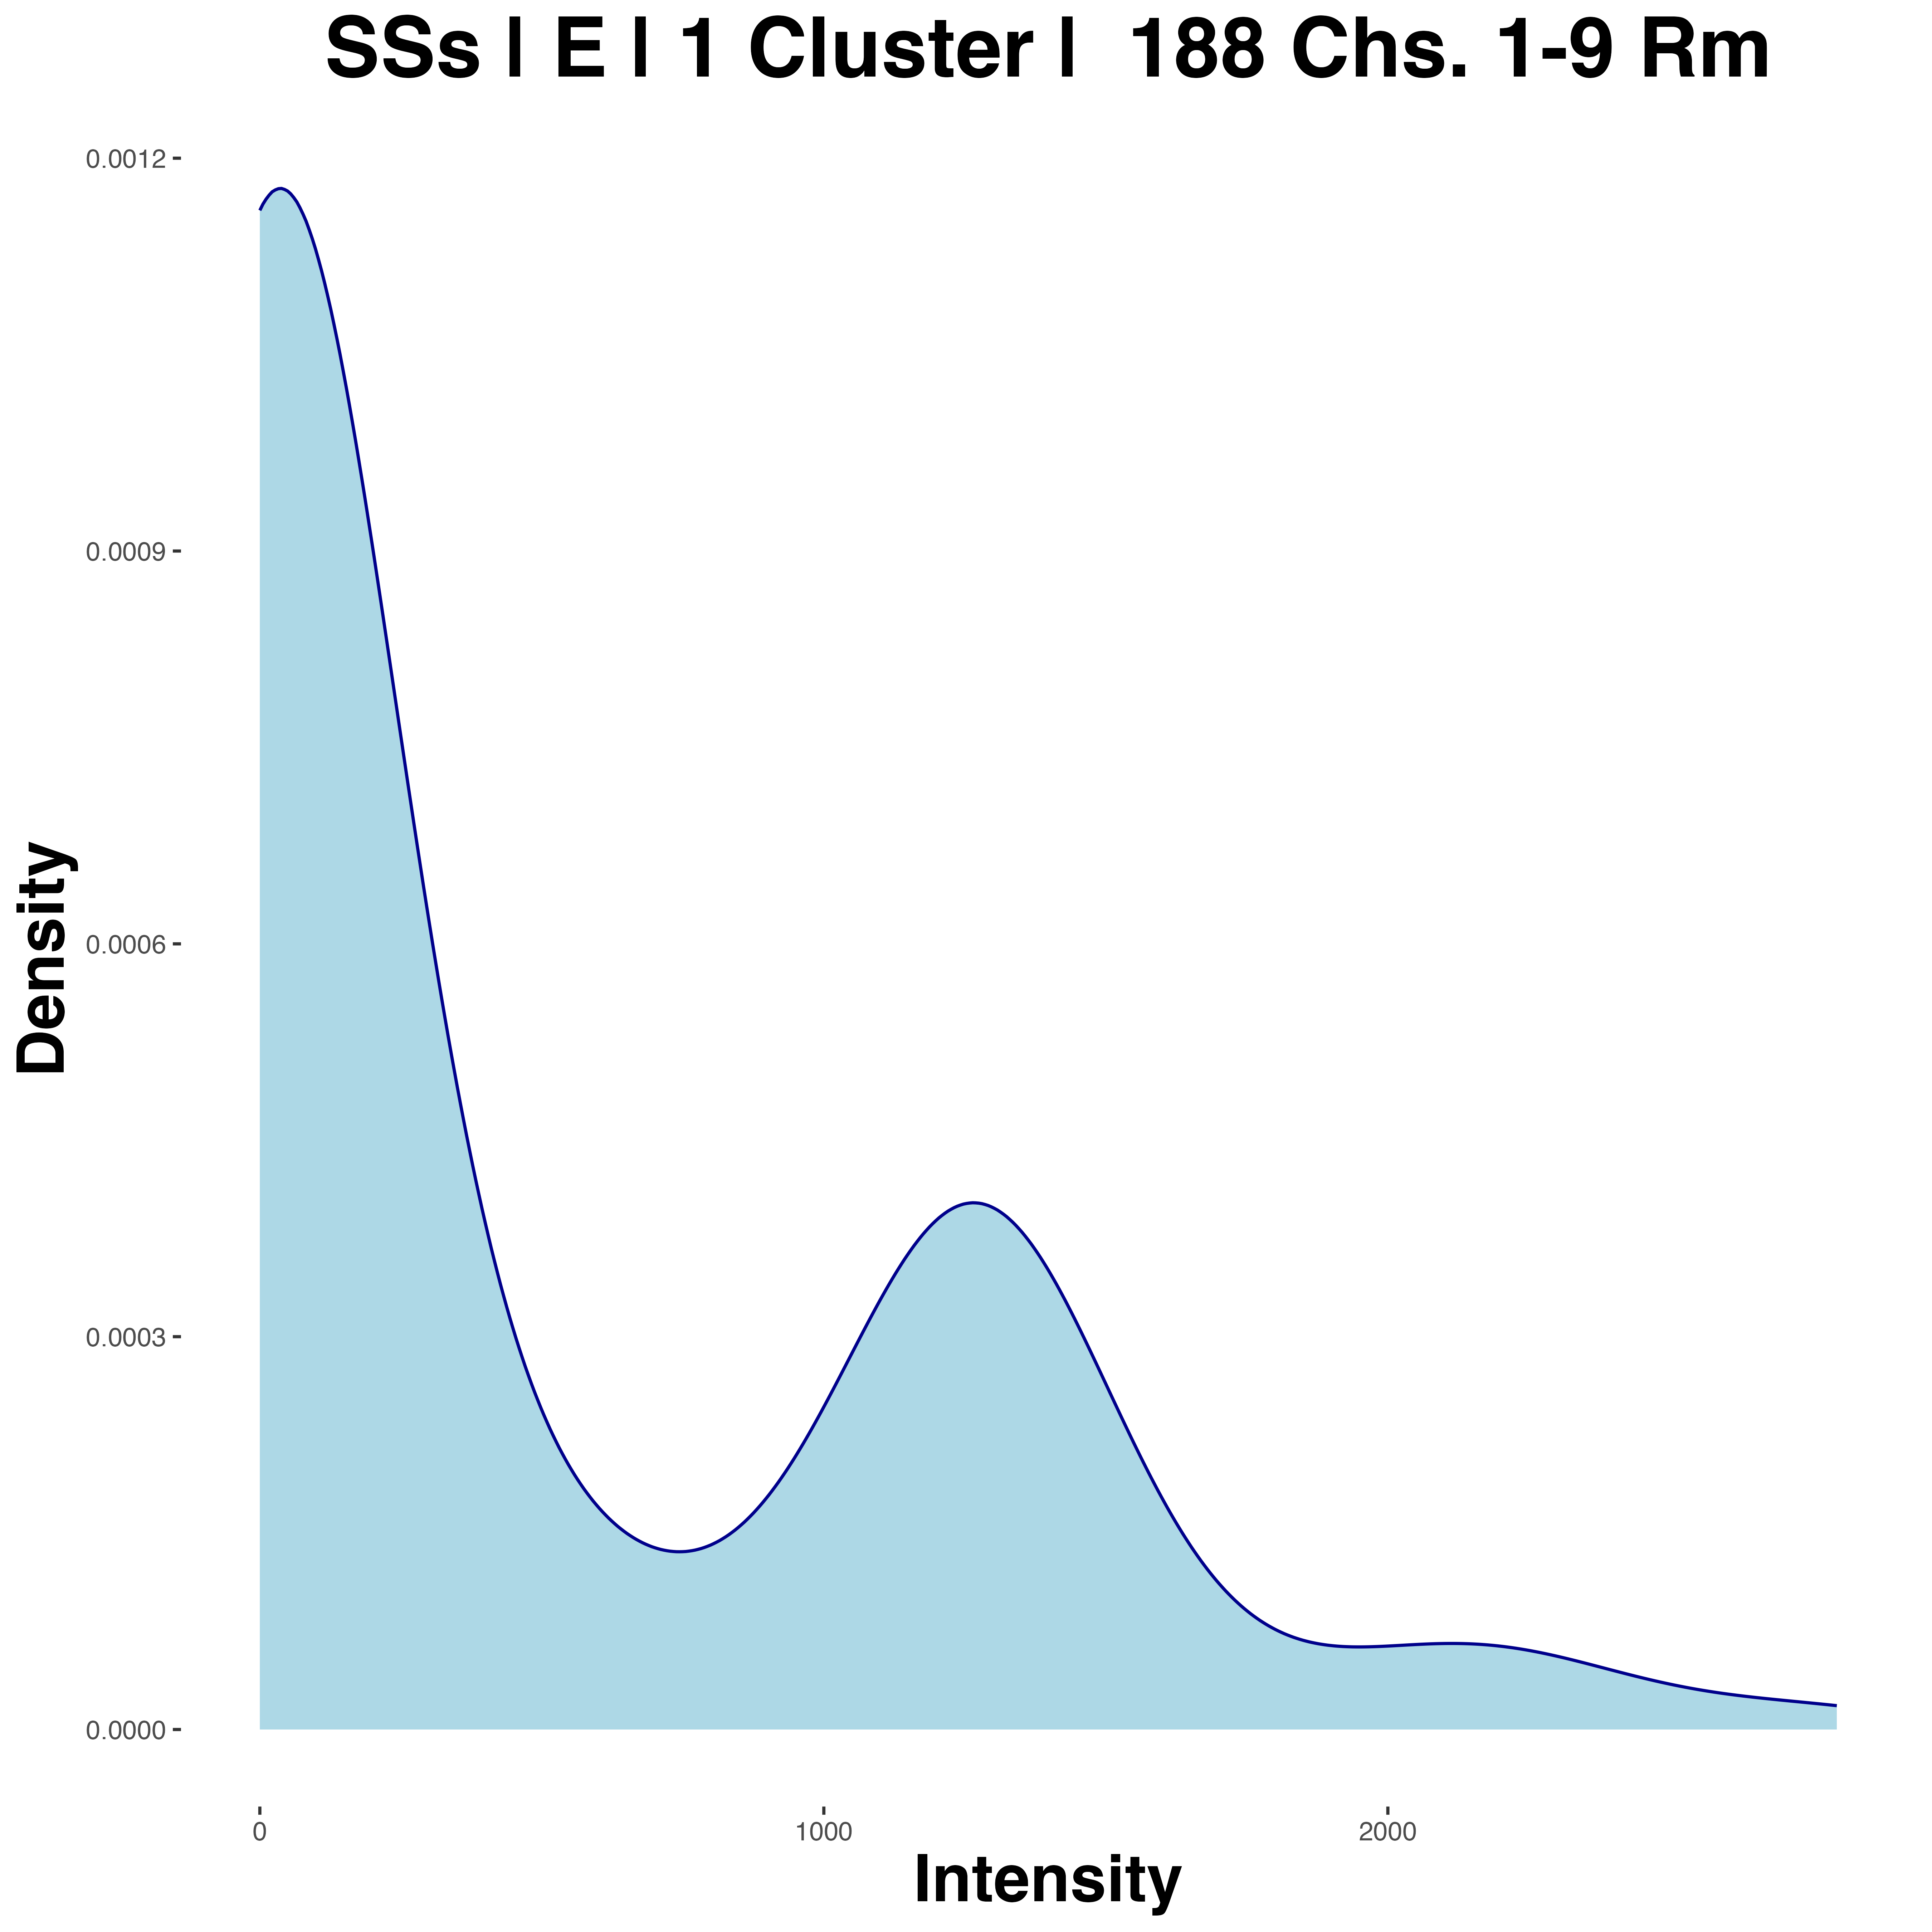 SSs | E | 1 Cluster |  188 Chs. 1-9 Rm
0.0012
0.0009
0.0006
0.0003
0.0000
Density
0
1000
2000
Intensity